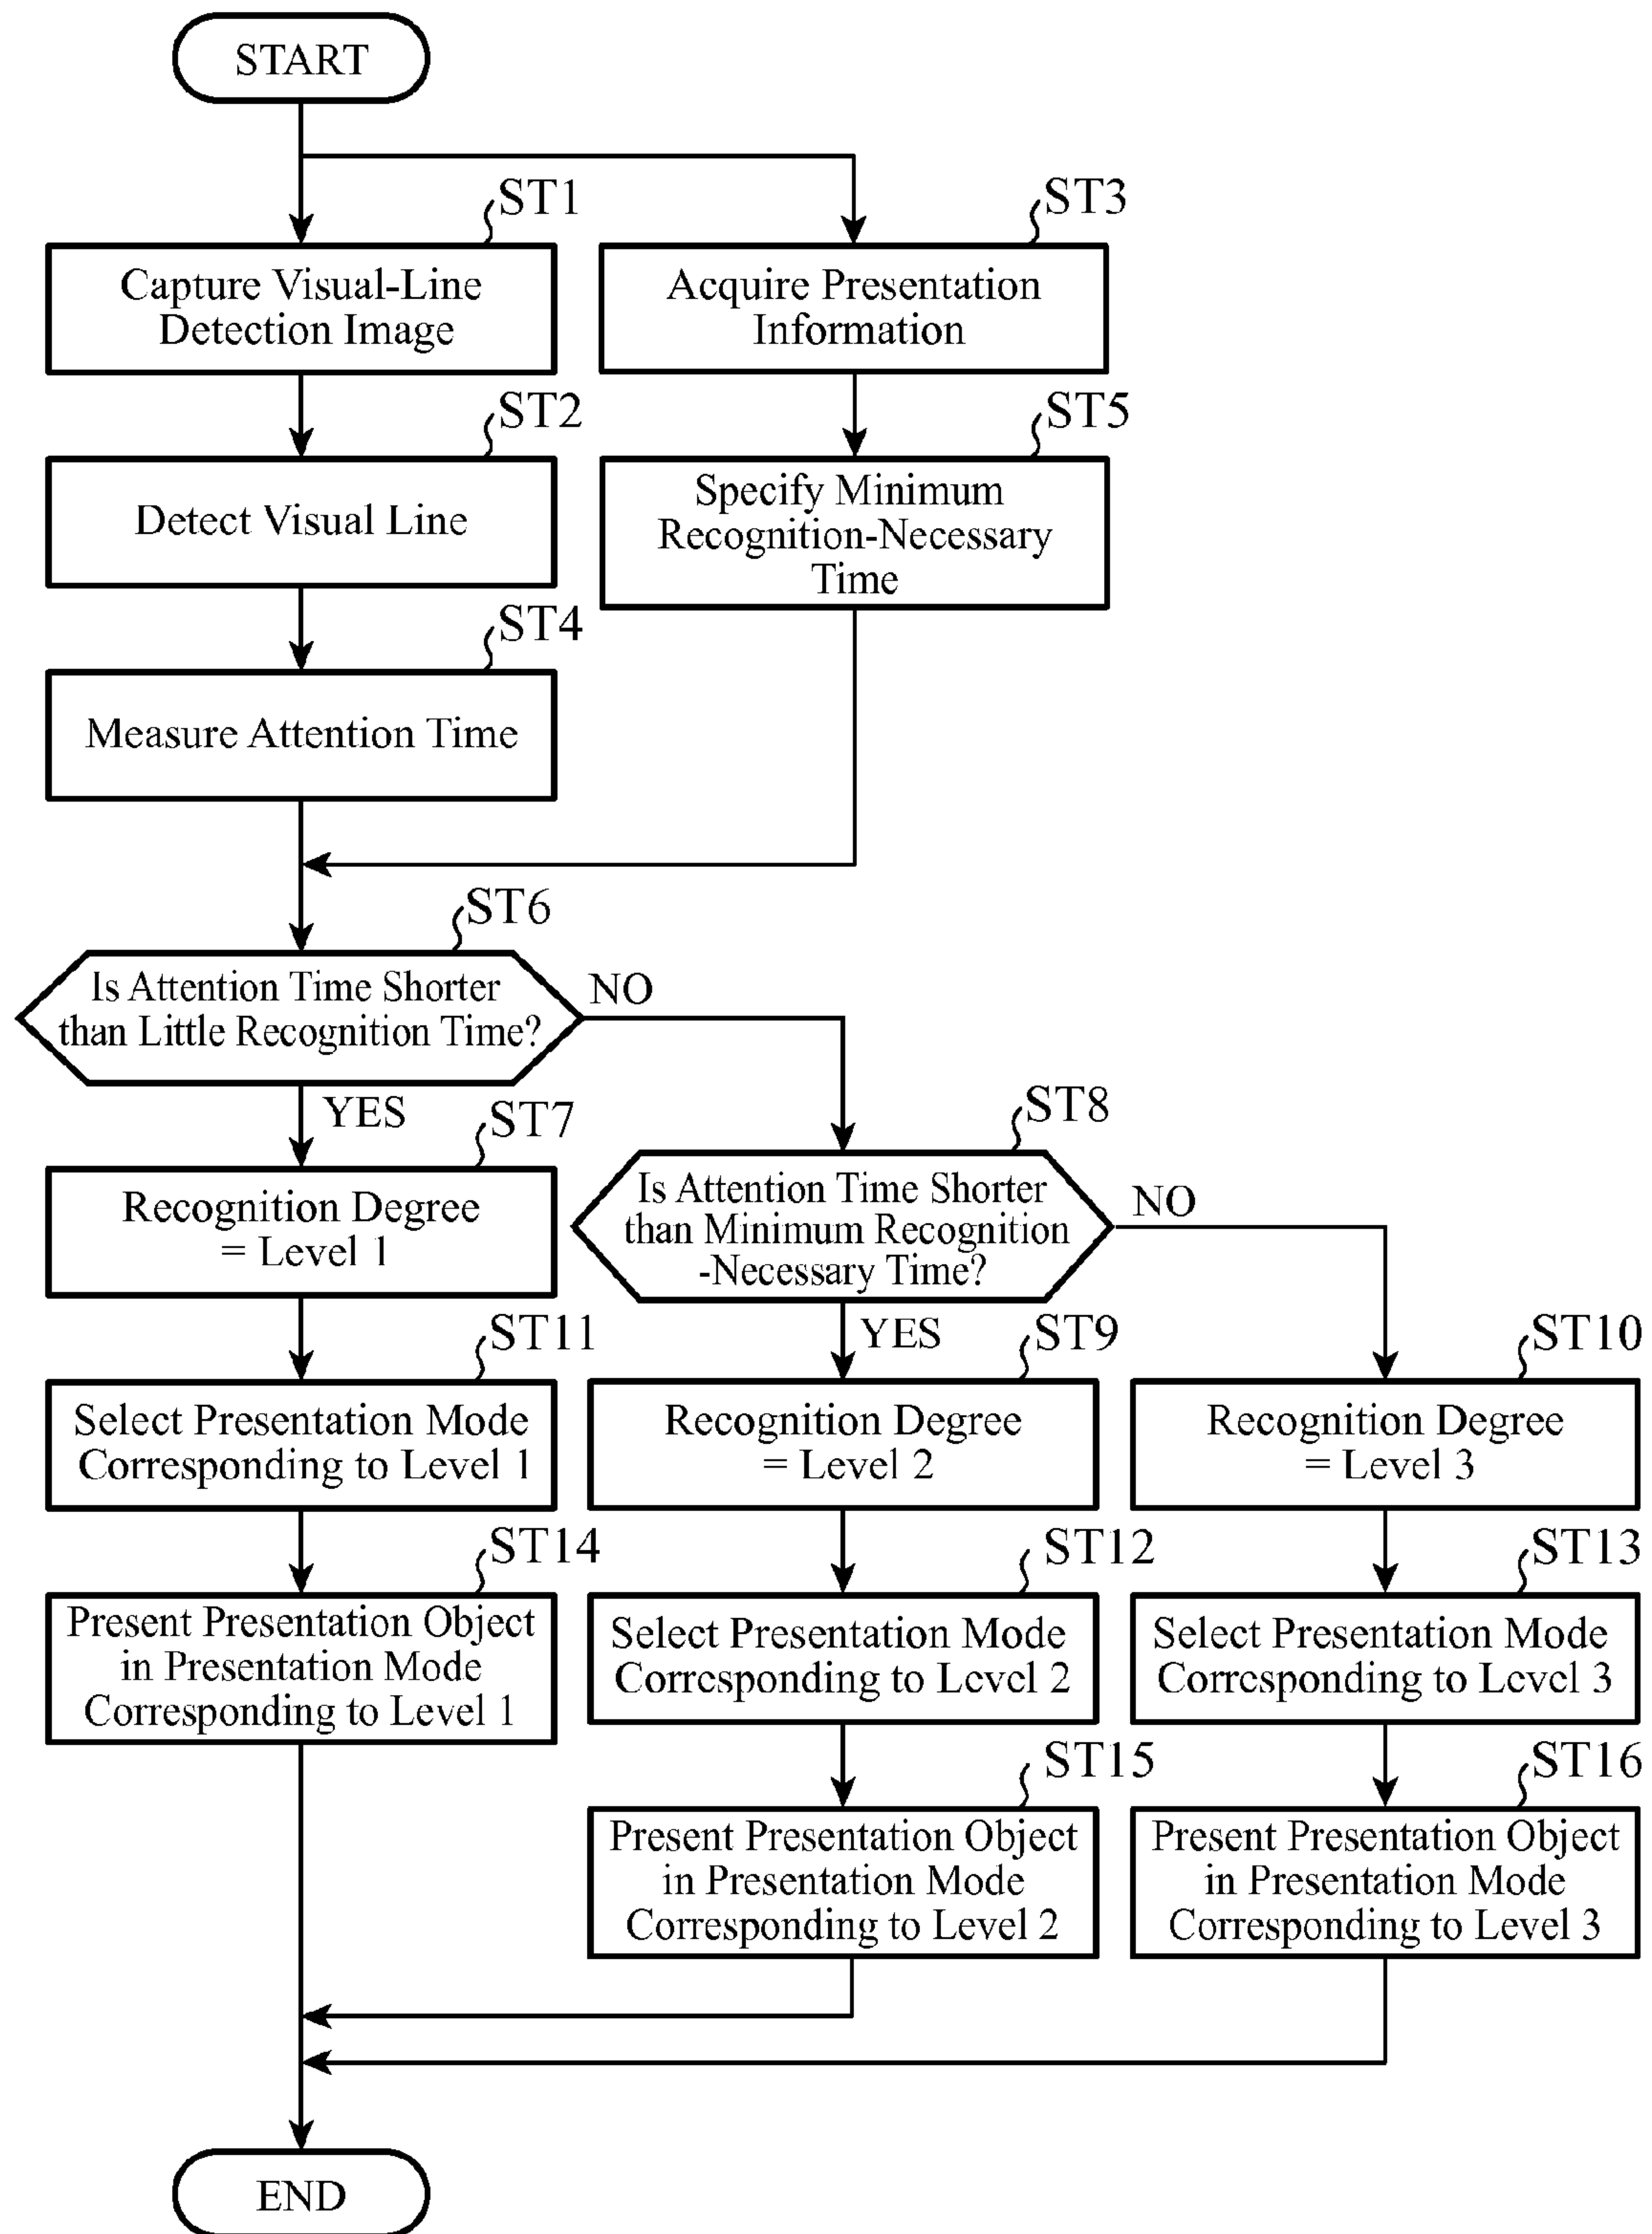 START
ST1
ST3
Capture Visual-Line
Detection Image
Acquire Presentation
Information
ST2
ST5
Detect Visual Line
Specify Minimum
Recognition-Necessary
Time
ST4
Measure Attention Time
ST6
Is Attention Time Shorter
than Little Recognition Time?
NO
YES
ST7
ST8
Recognition Degree
= Level 1
Is Attention Time Shorter
than Minimum Recognition
-Necessary Time?
NO
YES
ST11
ST9
ST10
Select Presentation Mode
Corresponding to Level 1
Recognition Degree
= Level 2
Recognition Degree
= Level 3
ST14
ST12
ST13
Present Presentation Object
in Presentation Mode
Corresponding to Level 1
Select Presentation Mode
Corresponding to Level 2
Select Presentation Mode
Corresponding to Level 3
ST15
ST16
Present Presentation Object
in Presentation Mode
Corresponding to Level 2
Present Presentation Object
in Presentation Mode
Corresponding to Level 3
END